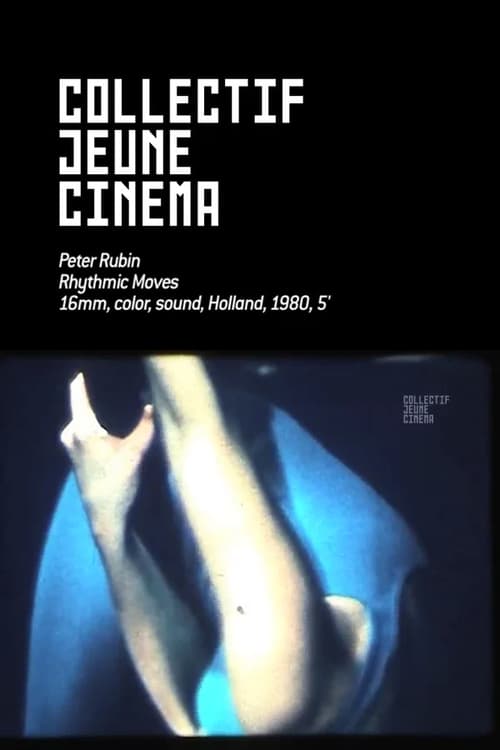 COLLECTIF
JEUNE
CINEMA
Peter Rubin
Rhythmic Moves
16mm, color, sound, Holland, 1980, 5'
COLLECTIF
JEUNE
CINEMA